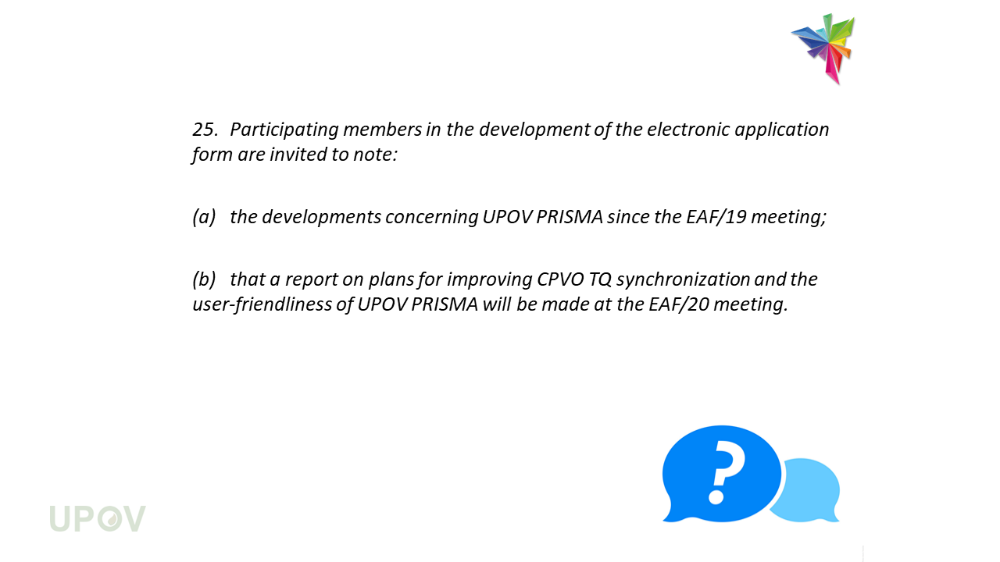 25. Participating members in the development of the electronic application
form are invited to note:
(a) the developments concerning UPOV PRISMA since the EAF/19 meeting;
(b) that a report on plans for improving CPVO TQ synchronization and the
user-friendliness of UPOV PRISMA will be made at the EAF/20 meeting.
?
UPOV